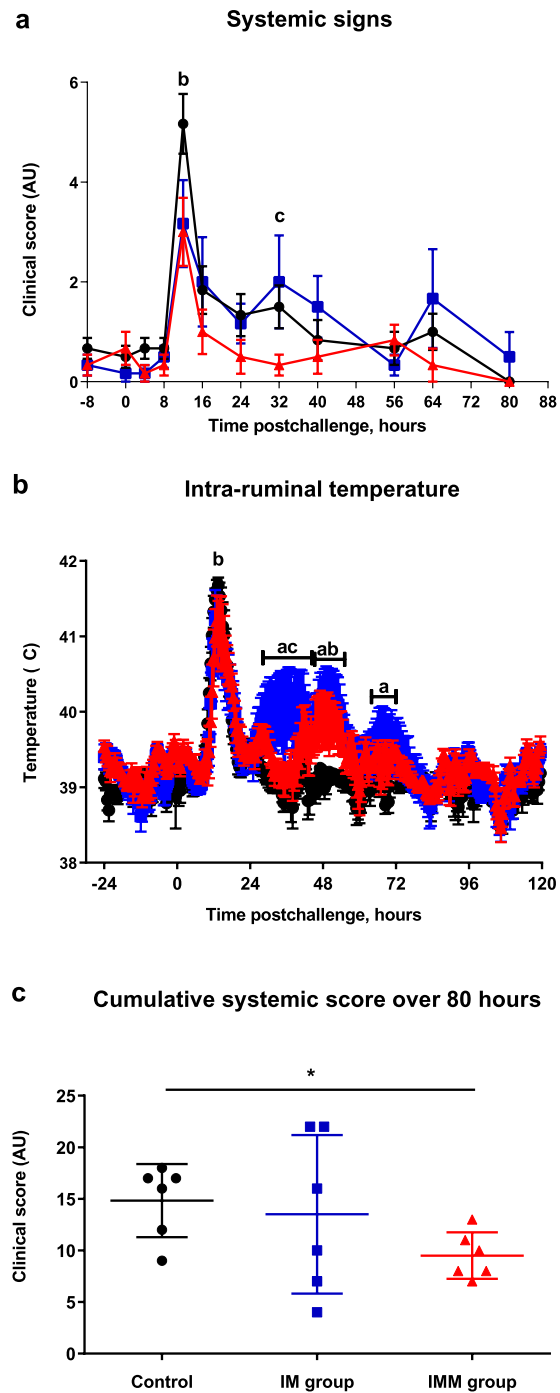 a
Systemic signs
Clinical score (AU)
6
4
2
0
b
c
-8 0 8 16 24 32 40 48 56 64 72 80 88
Time postchallenge, hours
b
Intra-ruminal temperature
Temperature ( C)
42
41
40
39
38
b
ac
ab
a
-24 0 24 48 72 96 120
Time postchallenge, hours
c
Cumulative systemic score over 80 hours
Clinical score (AU)
25
20
15
10
5
0
*
Control IM group IMM group